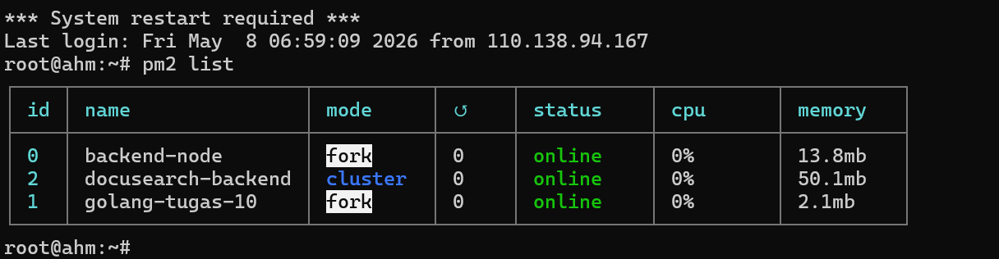 *** System restart required ***
Last login: Fri May  8 06:59:09 2026 from 110.138.94.167
root@ahm:~# pm2 list
id name mode ↺ status cpu memory
0 backend-node fork 0 online 0% 13.8mb
2 docusearch-backend cluster 0 online 0% 50.1mb
1 golang-tugas-10 fork 0 online 0% 2.1mb
root@ahm:~#